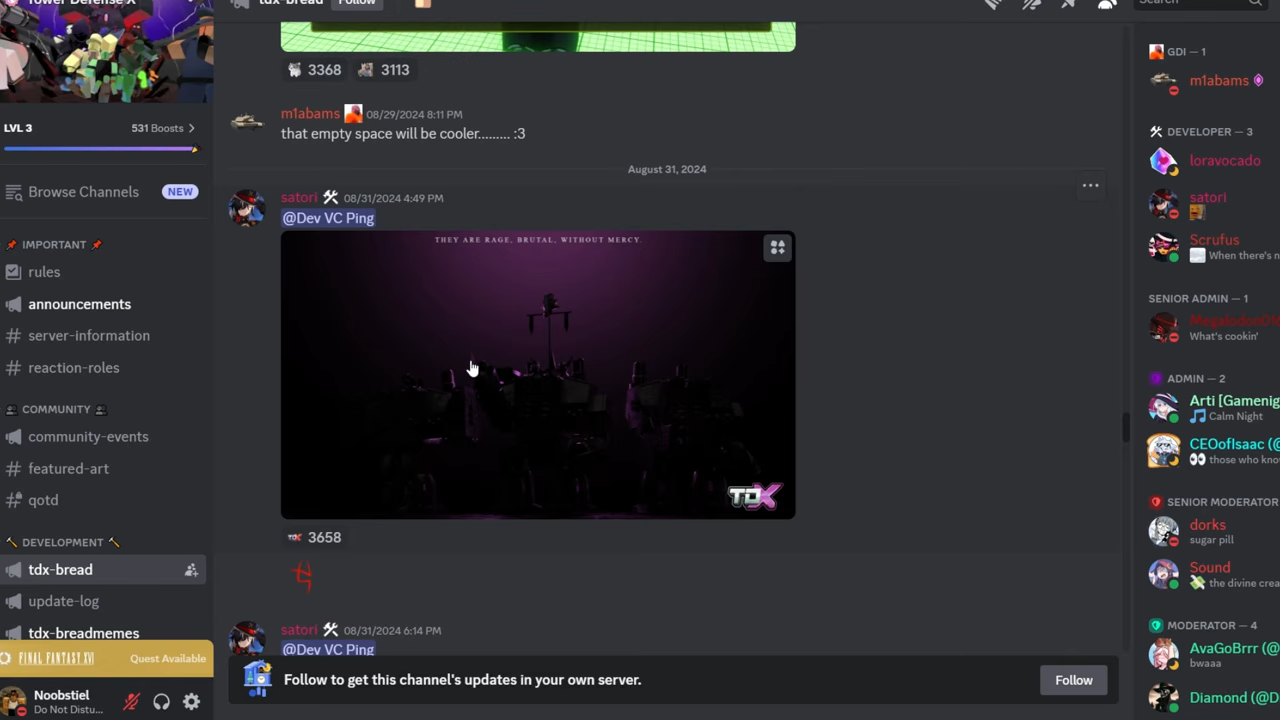 Tower Defense X
tdx-bread
Follow
Search
LVL 3
531 Boosts
Browse Channels
NEW
IMPORTANT
rules
announcements
server-information
reaction-roles
COMMUNITY
community-events
featured-art
qotd
DEVELOPMENT
tdx-bread
update-log
tdx-breadmemes
FINAL FANTASY XVI
Quest Available
Noobstiel
Do Not Distu...
3368
3113
m1abams
08/29/2024 8:11 PM
that empty space will be cooler......... :3
August 31, 2024
satori
08/31/2024 4:49 PM
@Dev VC Ping
THEY ARE RAGE, BRUTAL, WITHOUT MERCY.
TDX
TDX 3658
satori
08/31/2024 6:14 PM
@Dev VC Ping
Follow to get this channel's updates in your own server.
Follow
GDI — 1
m1abams
DEVELOPER — 3
loravocado
satori
Scrufus
When there's n
SENIOR ADMIN — 1
What's cookin'
ADMIN — 2
Arti [Gamenig
Calm Night
CEOofIsaac (@
those who kno
SENIOR MODERATOR
dorks
sugar pill
Sound
the divine crea
MODERATOR — 4
AvaGoBrrr (@
bwaaa
Diamond (@D